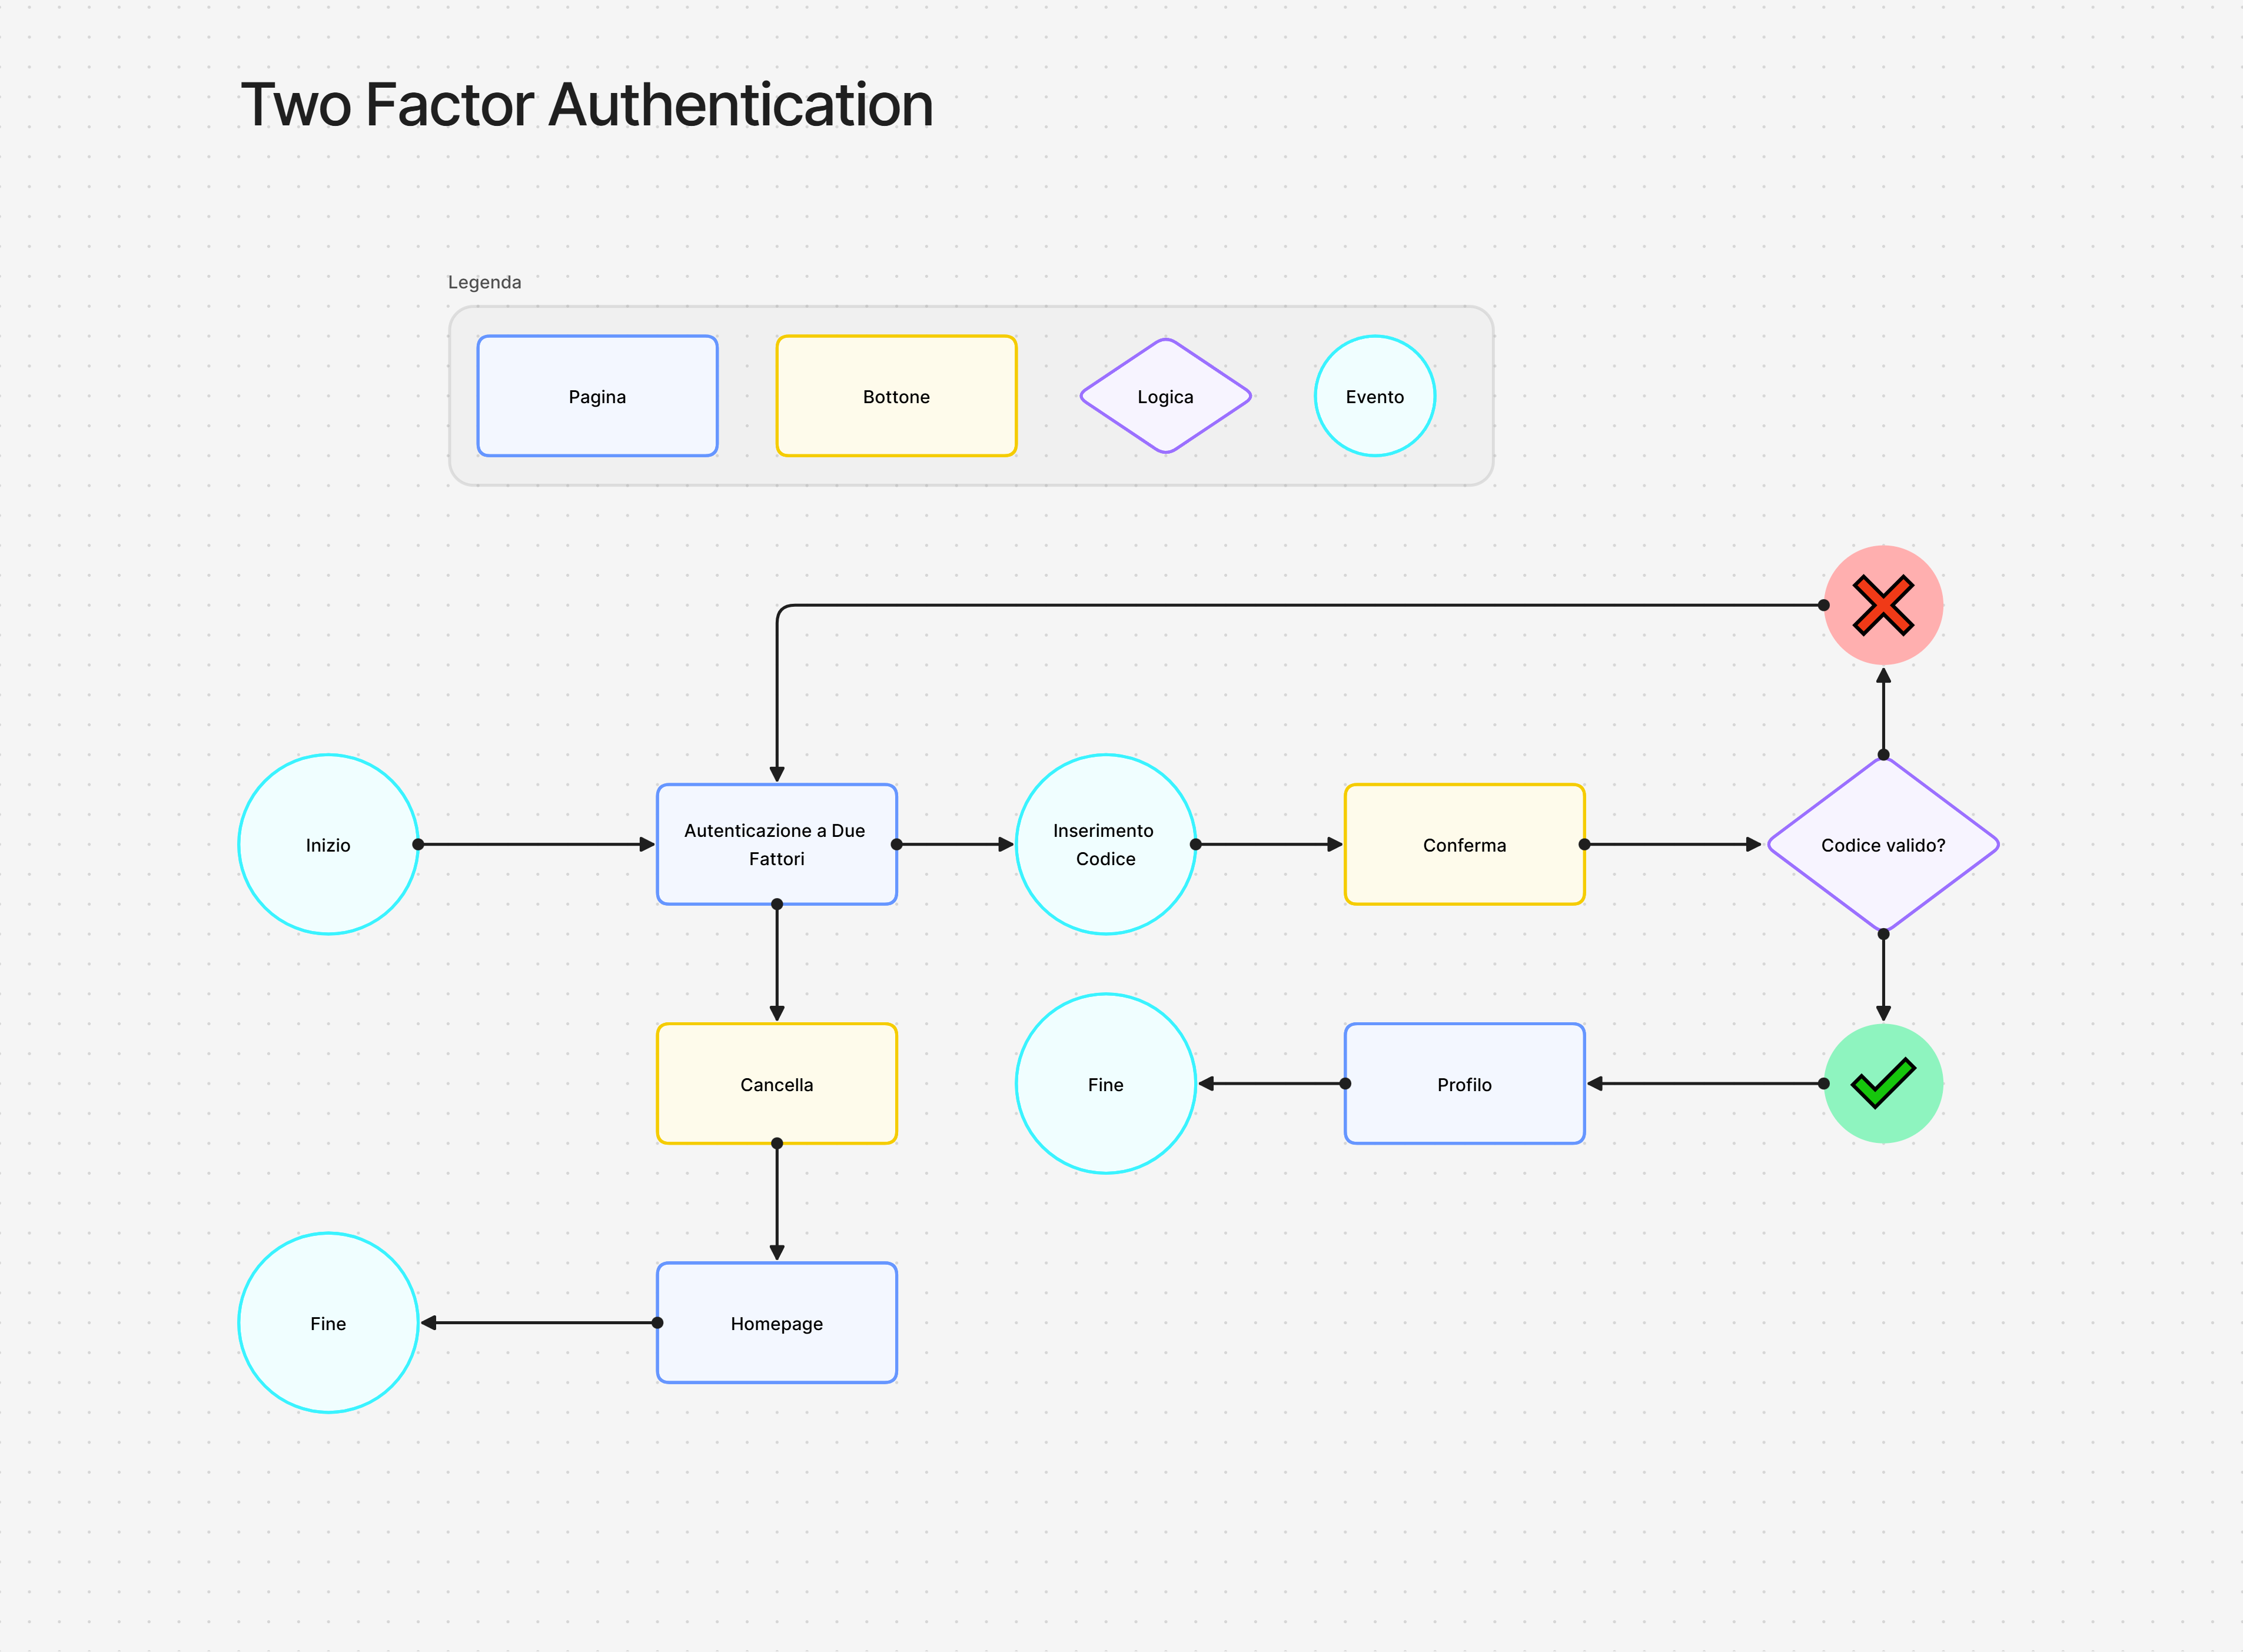 Two Factor Authentication
Legenda
Pagina
Bottone
Logica
Evento
Inizio
Autenticazione a Due
Fattori
Inserimento
Codice
Conferma
Codice valido?
Cancella
Fine
Profilo
Fine
Homepage